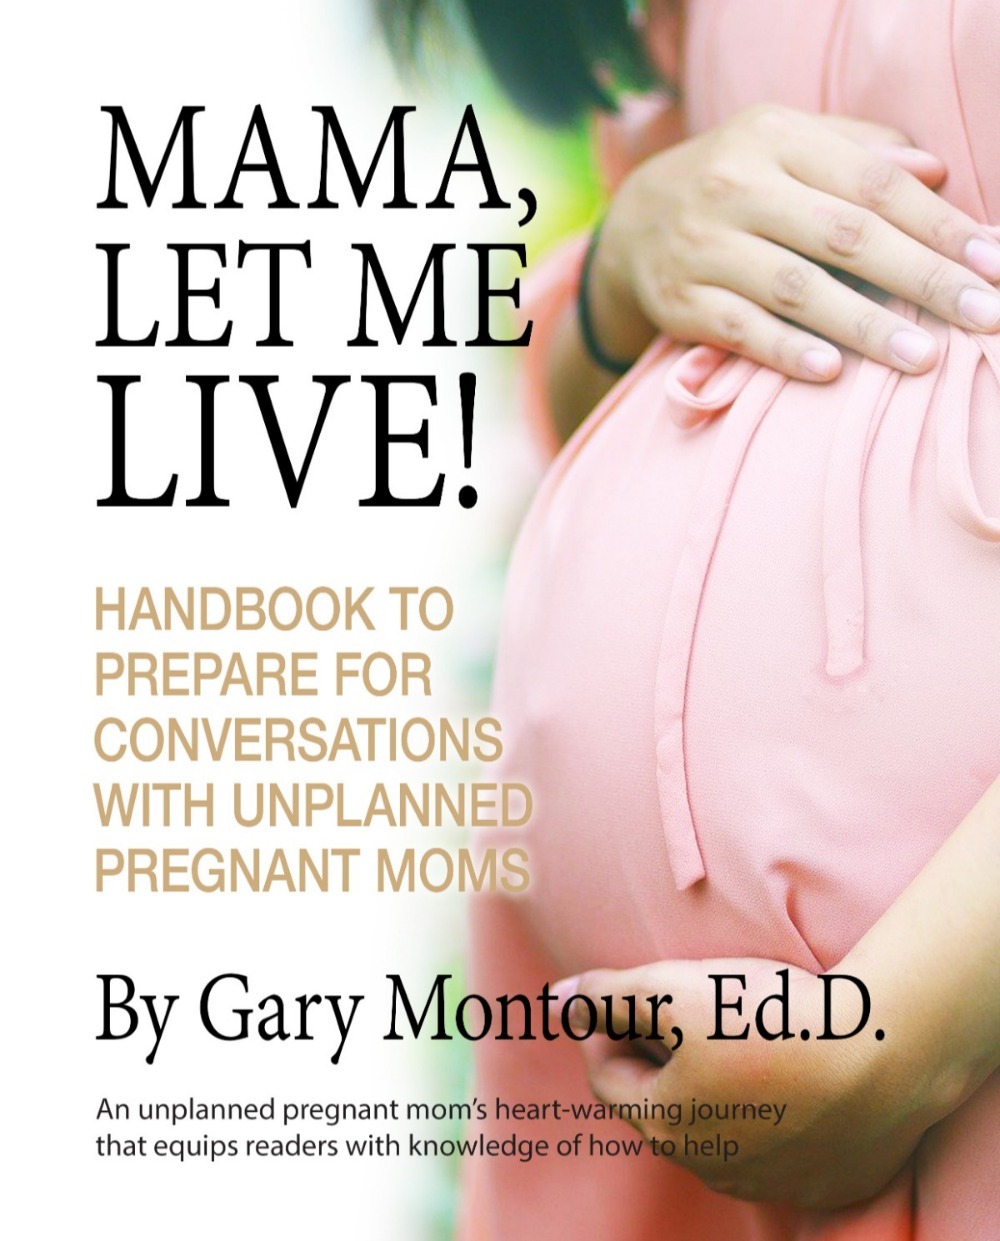 MAMA,
LET ME
LIVE!
HANDBOOK TO
PREPARE FOR
CONVERSATIONS
WITH UNPLANNED
PREGNANT MOMS
By Gary Montour, Ed.D.
An unplanned pregnant mom’s heart-warming journey
that equips readers with knowledge of how to help